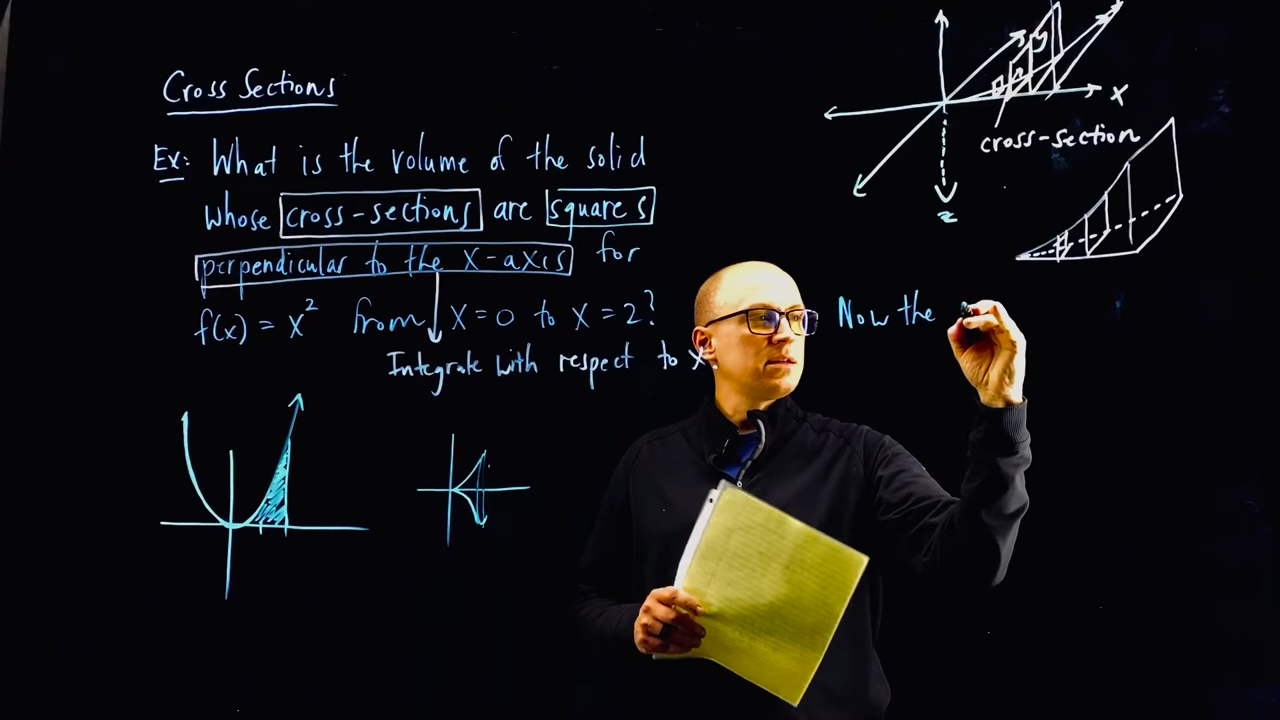 Cross Sections
Ex: What is the volume of the solid
whose cross-sections are squares
perpendicular to the x-axis for
f(x) = x² from x = 0 to x = 2?
Integrate with respect to x
x
cross-section
z
Now the